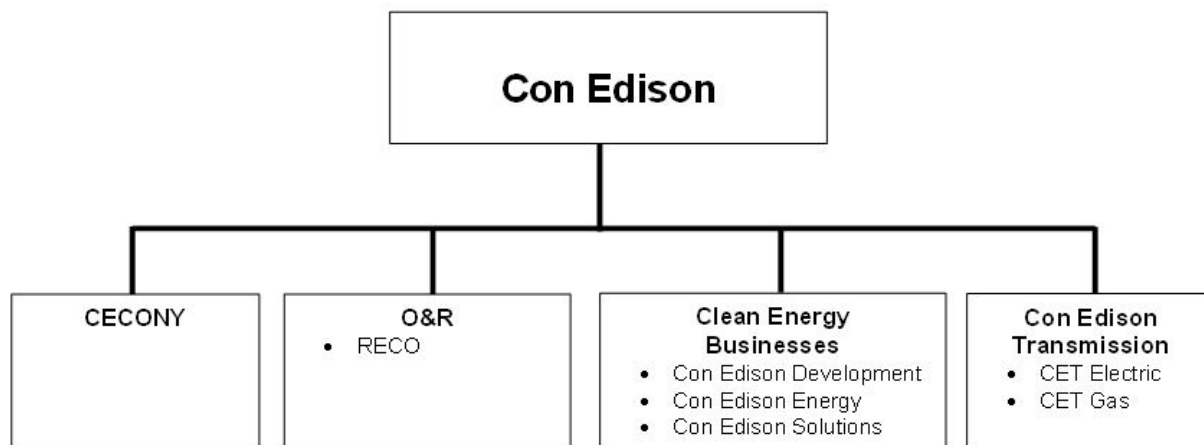 Con Edison
CECONY
O&R
• RECO
Clean Energy
Businesses
• Con Edison Development
• Con Edison Energy
• Con Edison Solutions
Con Edison
Transmission
• CET Electric
• CET Gas